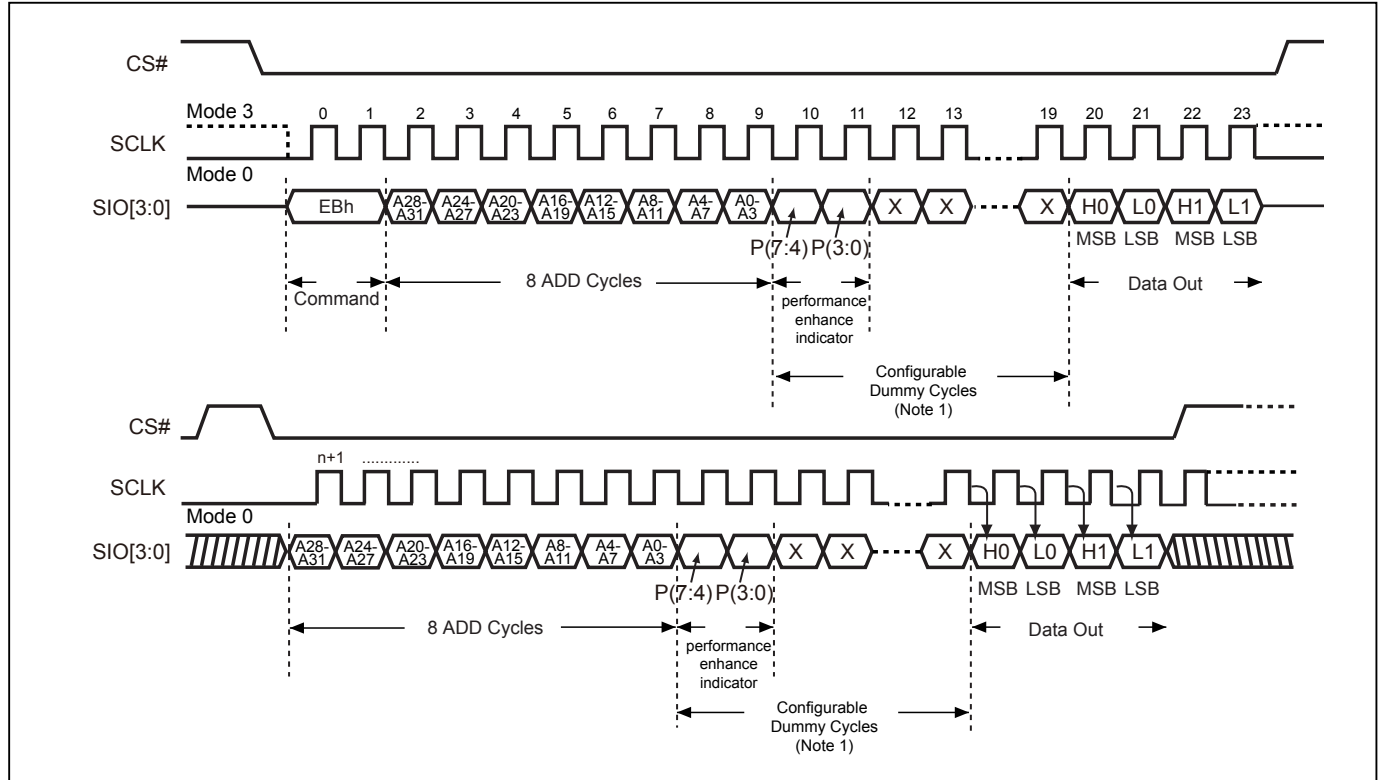 CS#
Mode 3
0 1 2 3 4 5 6 7 8 9 10 11 12 13 19 20 21 22 23
SCLK
Mode 0
SIO[3:0]
EBh
A28-A31 A24-A27 A20-A23 A16-A19 A12-A15 A8-A11 A4-A7 A0-A3
X X X H0 L0 H1 L1
P(7:4) P(3:0)
MSB LSB MSB LSB
Command
8 ADD Cycles
performance
enhance
indicator
Data Out
Configurable
Dummy Cycles
(Note 1)
CS#
n+1 .............
SCLK
Mode 0
SIO[3:0]
A28-A31 A24-A27 A20-A23 A16-A19 A12-A15 A8-A11 A4-A7 A0-A3
X X X H0 L0 H1 L1
P(7:4) P(3:0)
MSB LSB MSB LSB
8 ADD Cycles
performance
enhance
indicator
Data Out
Configurable
Dummy Cycles
(Note 1)